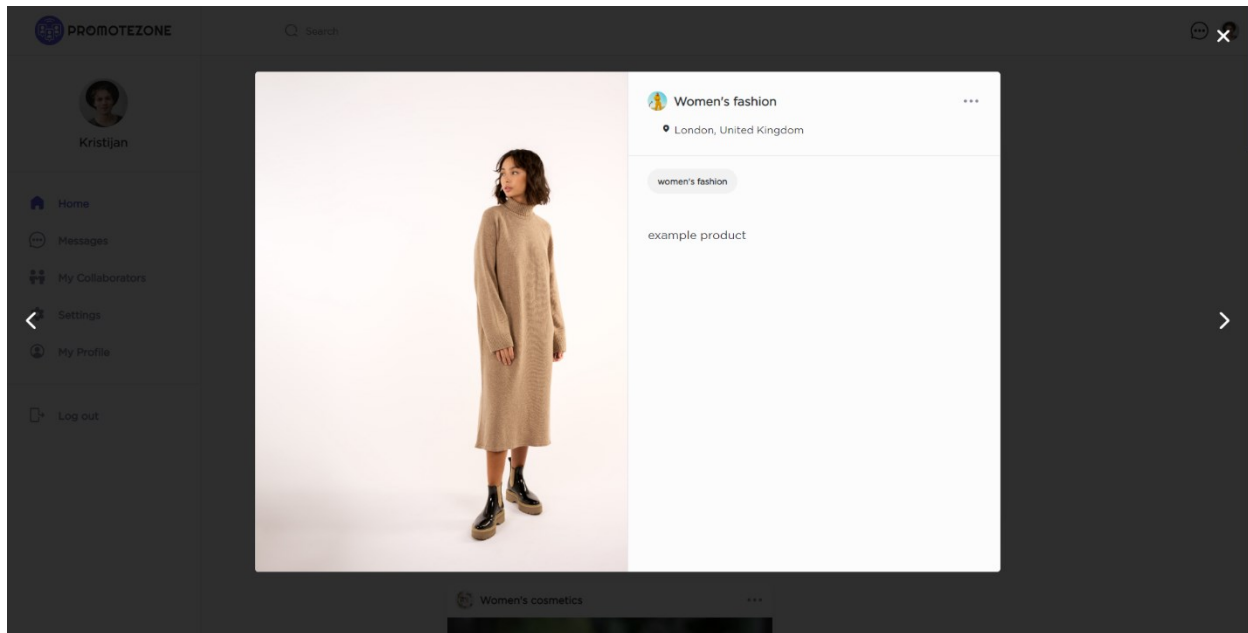 PROMOTEZONE
Search
Kristijan
Home
Messages
My Collaborators
Settings
My Profile
Log out
Women's fashion
London, United Kingdom
women's fashion
example product
Women's cosmetics